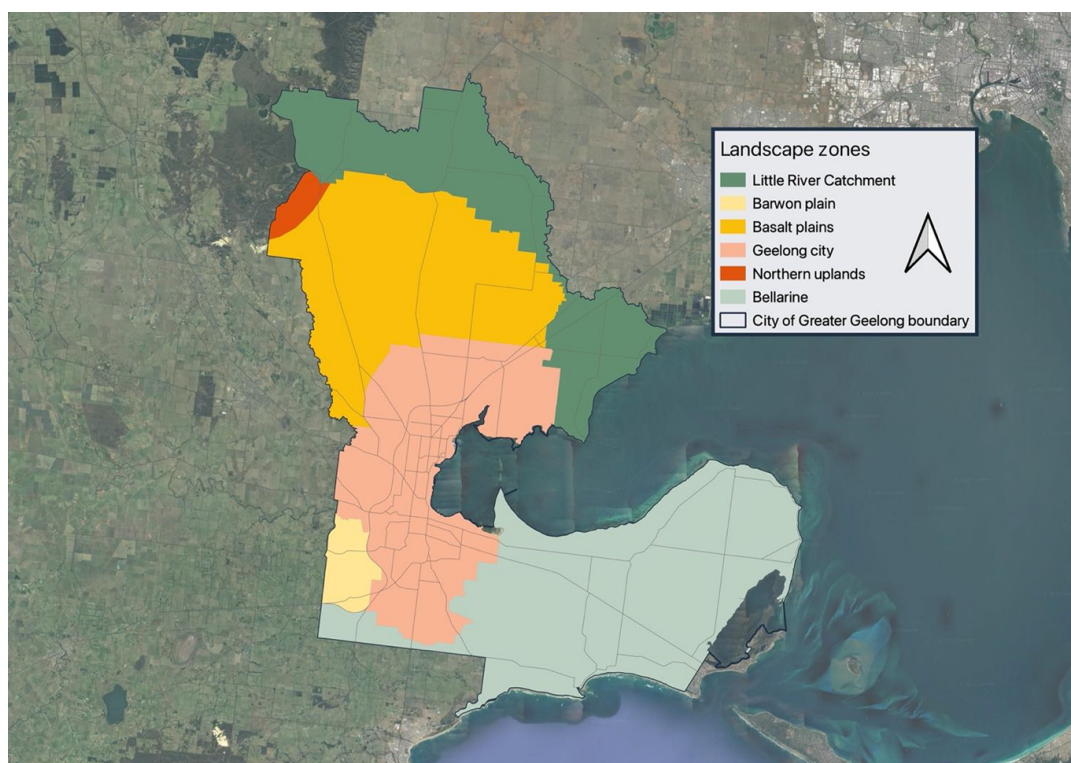 Landscape zones
Little River Catchment
Barwon plain
Basalt plains
Geelong city
Northern uplands
Bellarine
City of Greater Geelong boundary